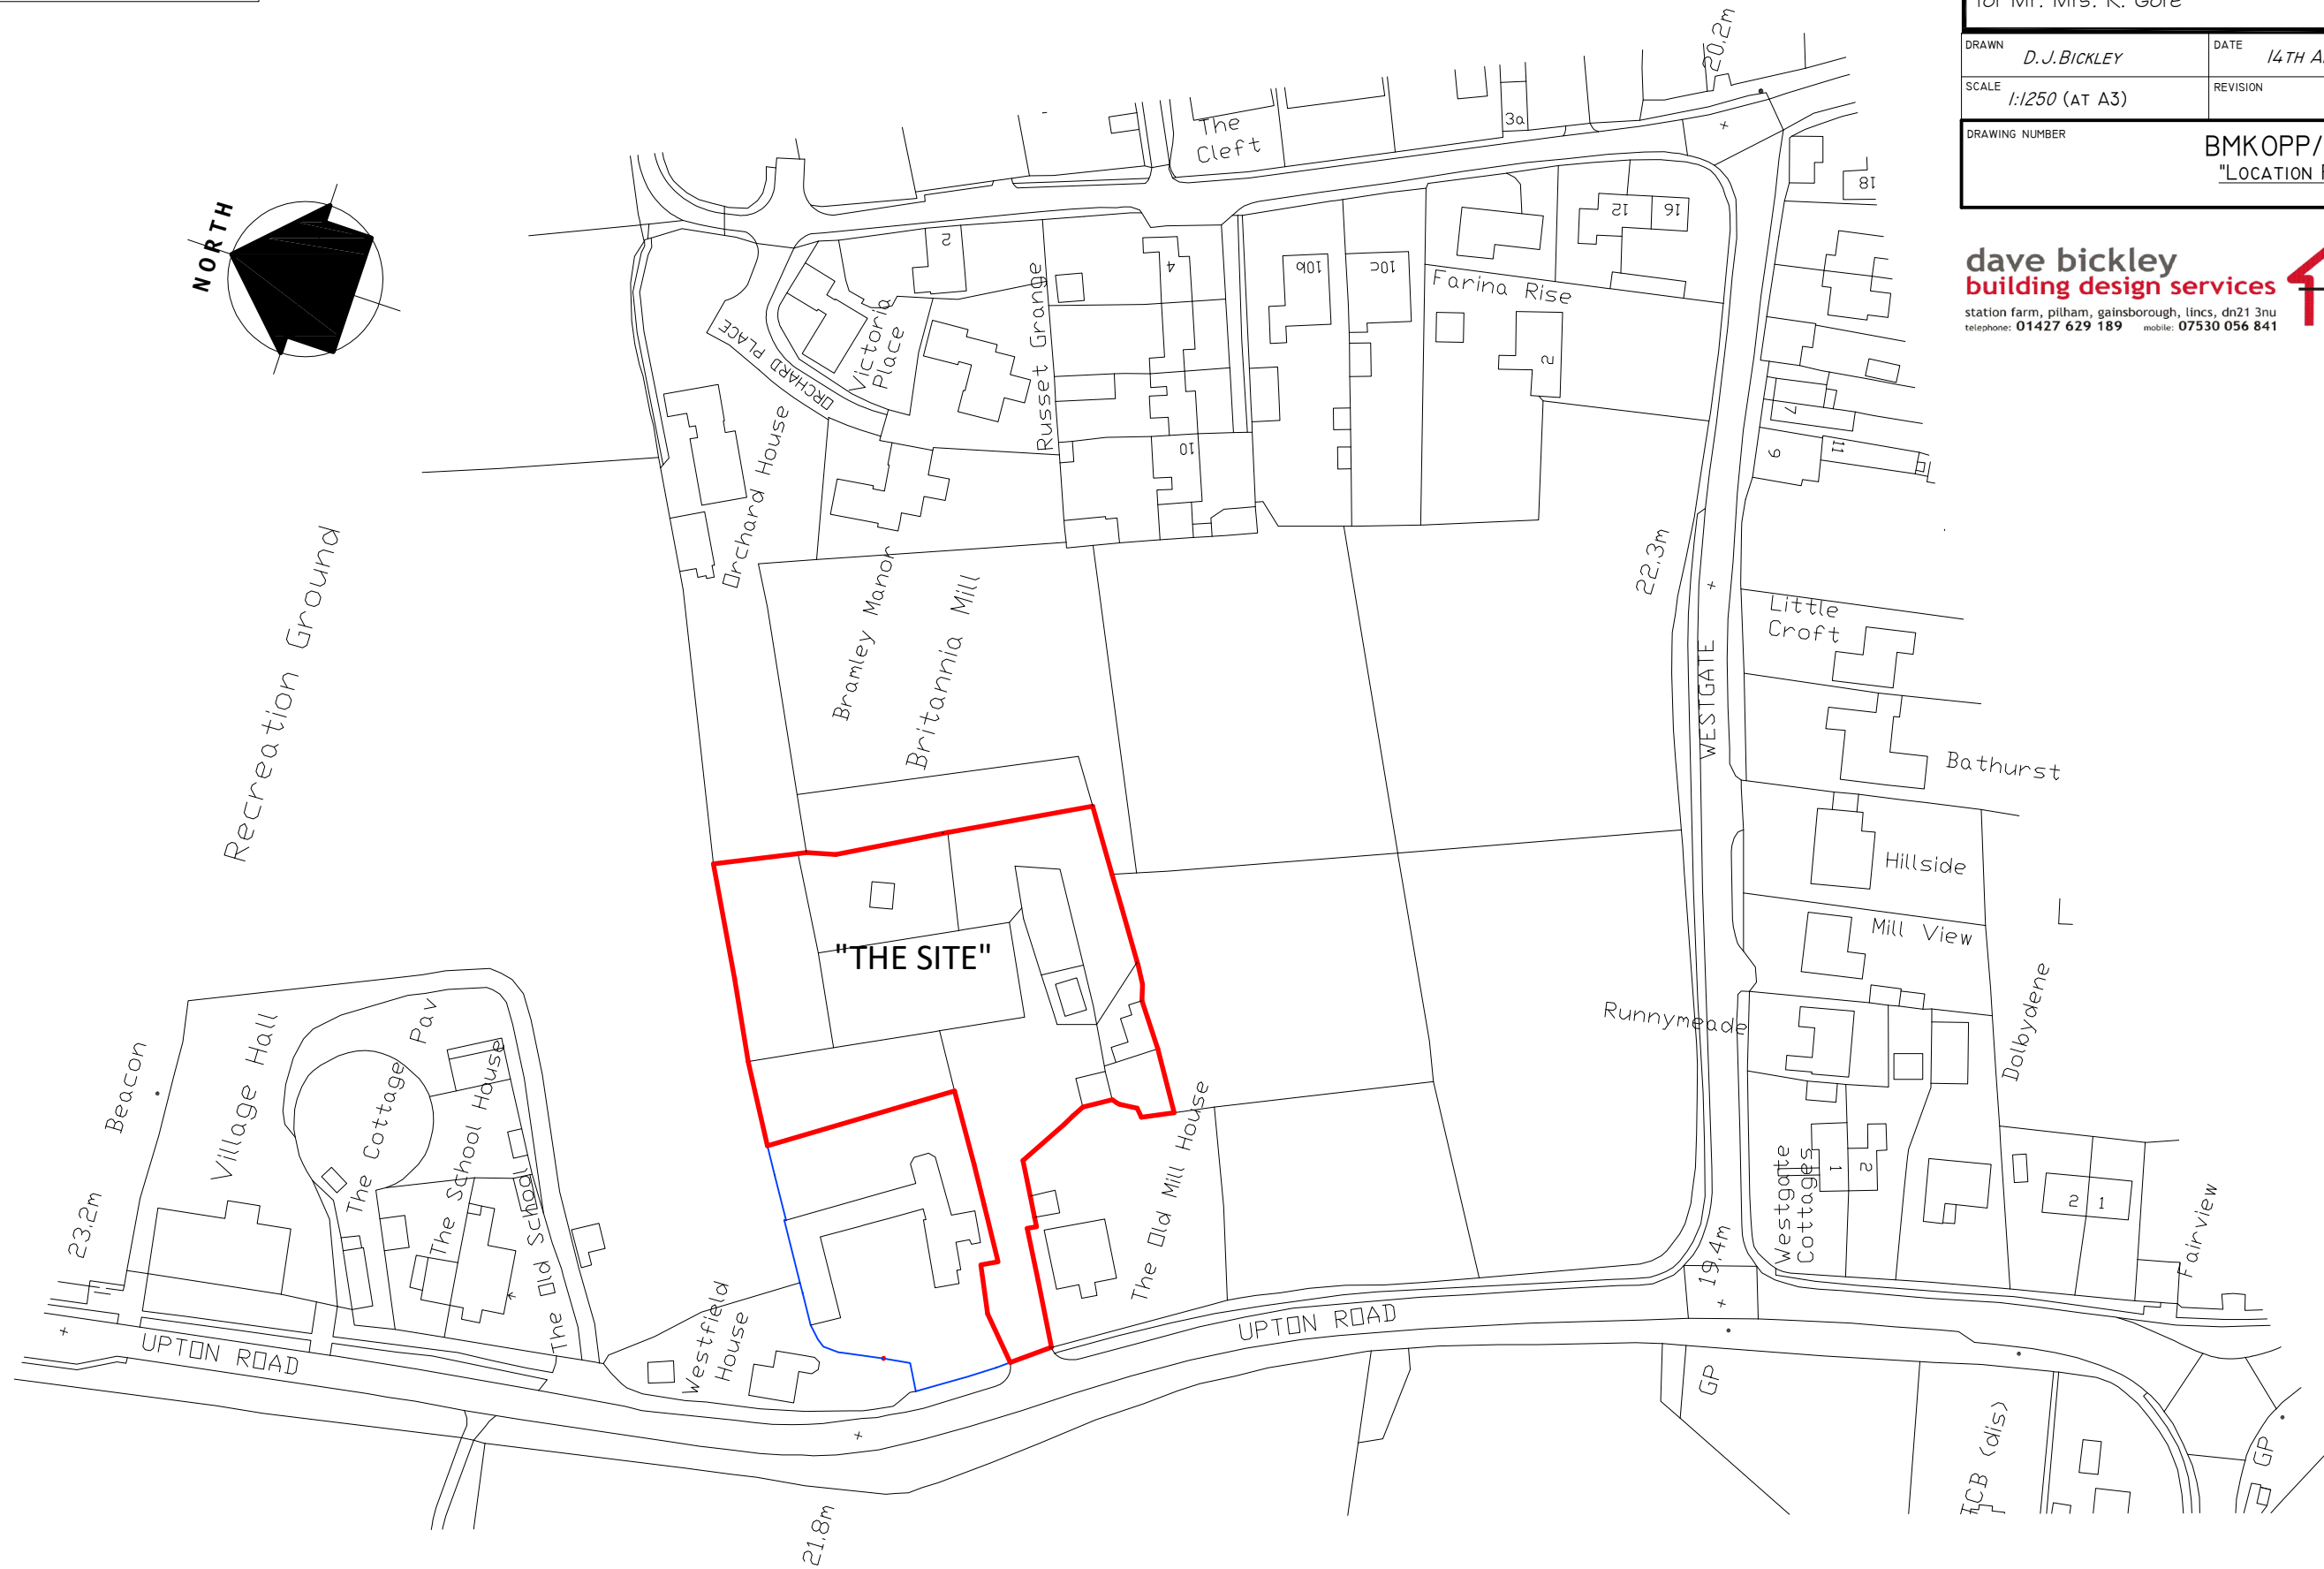 for Mr. Mrs. K. Gore
DRAWN
D.J.BICKLEY
DATE
14TH
SCALE
1:1250 (AT A3)
REVISION
DRAWING NUMBER
BMKOPP/
"LOCATION
dave bickley
building design services
station farm, pilham, gainsborough, lincs, dn21 3nu
telephone: 01427 629 189 mobile: 07530 056 841
NORTH
20.2m
The
Cleft
3a
18
2
4
10b
10c
12
16
Farina Rise
2
Russet Grange
Victoria
Place
ORCHARD PLACE
Orchard House
10
7
9
11
Recreation Ground
Bramley Manor
Britannia Mill
22.3m
WESTGATE
Little
Croft
Bathurst
Hillside
Mill View
Dolbydene
Runnymeade
"THE SITE"
Beacon
Village Hall
Pav
The Cottage
The School House
The Old School
23.2m
UPTON ROAD
Westfield
House
The Old Mill House
UPTON ROAD
19.4m
Westgate
Cottages
1
2
2
1
Fairview
21.8m
GP
TCB (dis)
GP